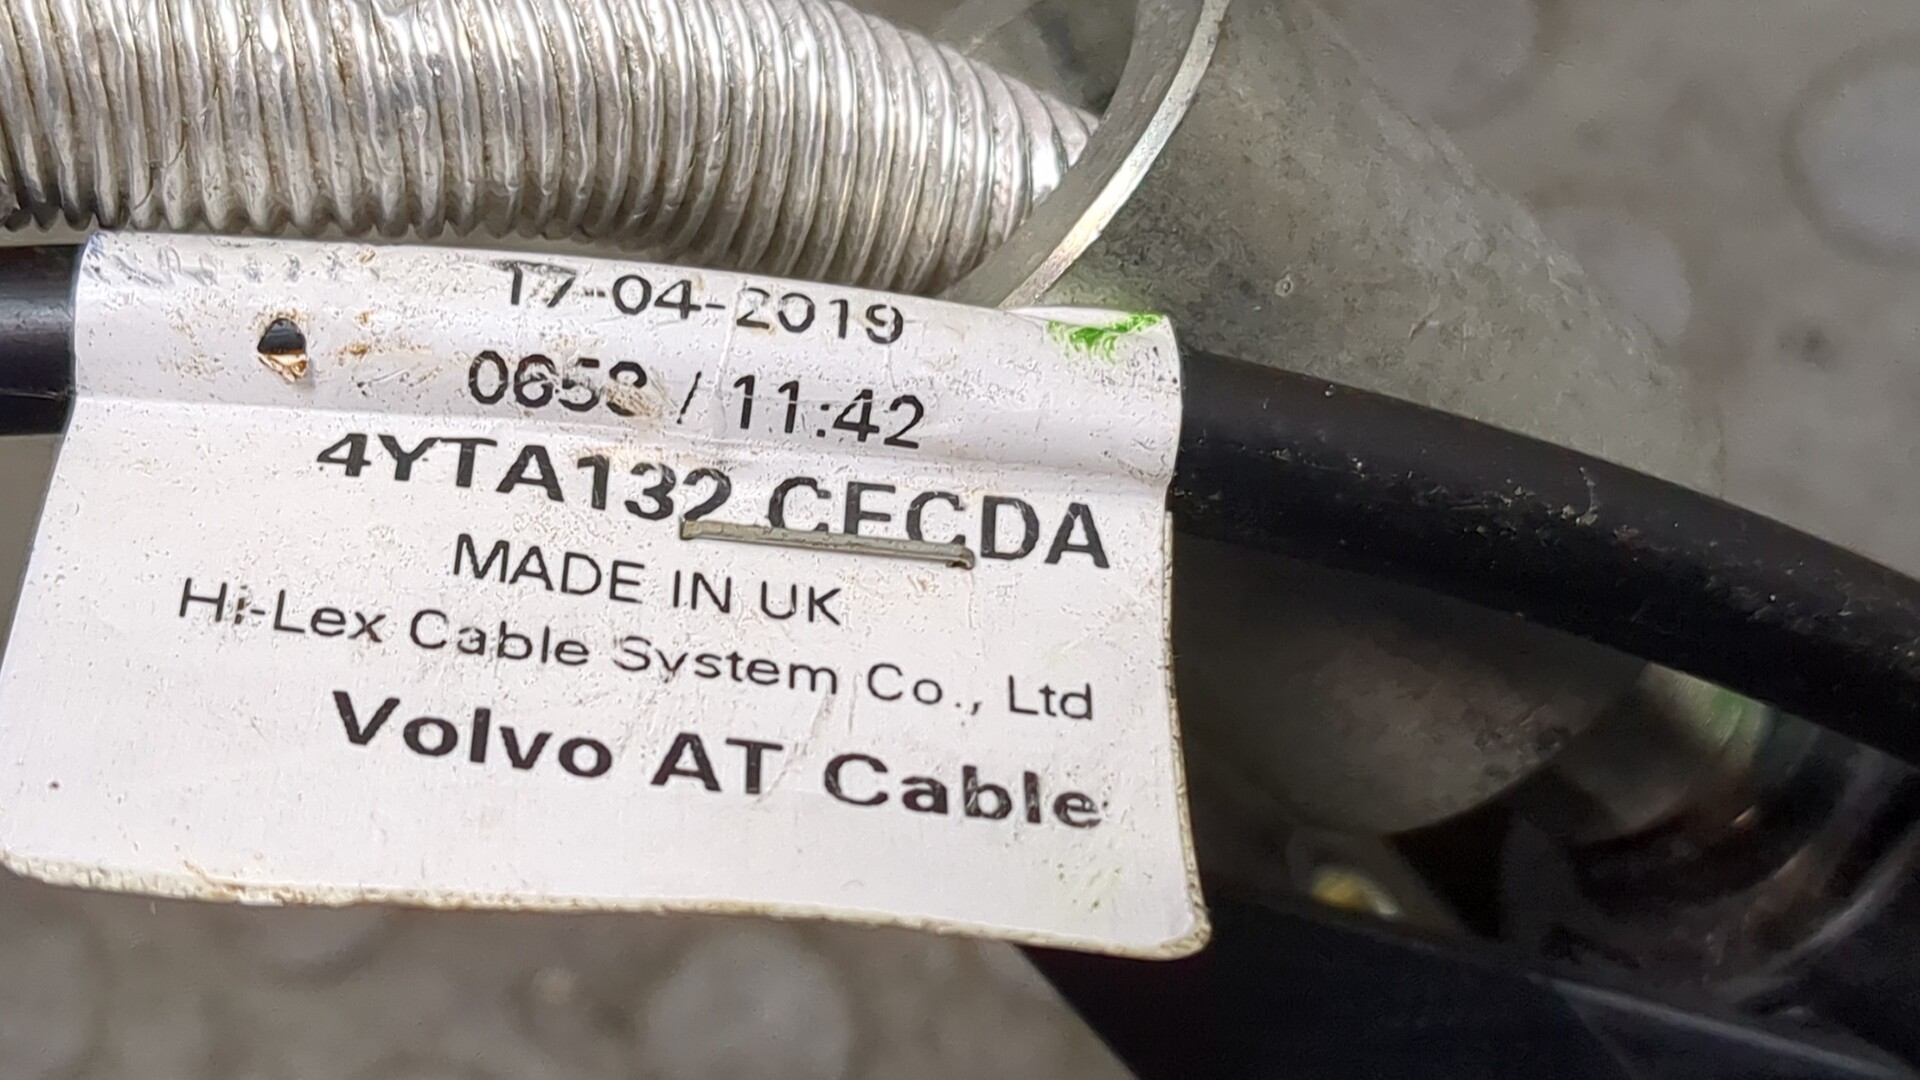 17-04-2019
0658 / 11:42
4YTA132 CECDA
MADE IN UK
Hi-Lex Cable System Co., Ltd
Volvo AT Cable